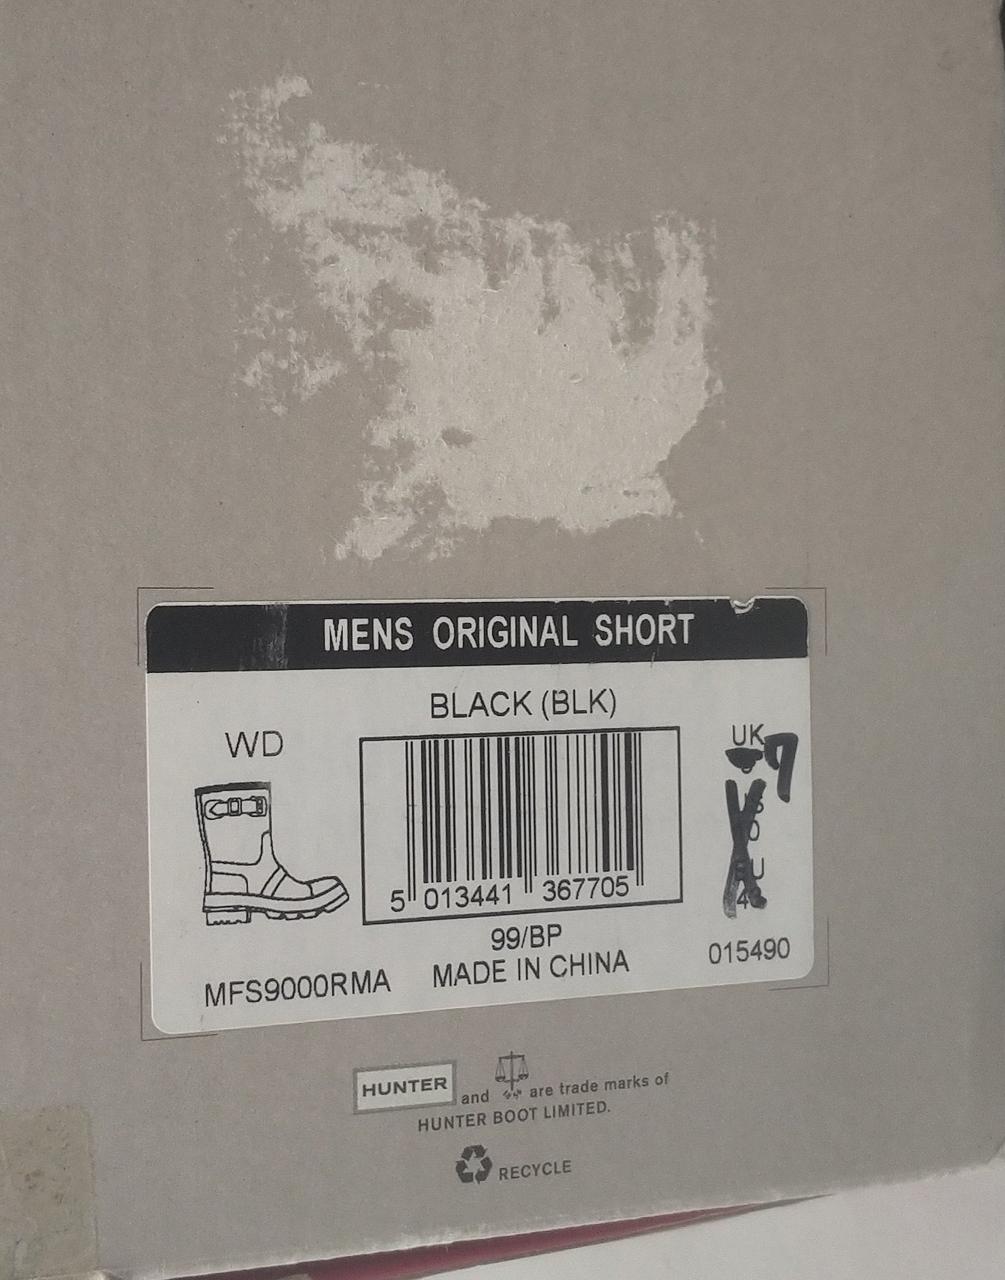 MENS ORIGINAL SHORT
BLACK (BLK)
WD
UK 7
5 013441 367705
99/BP
MFS9000RMA MADE IN CHINA 015490
HUNTER and are trade marks of
HUNTER BOOT LIMITED.
RECYCLE